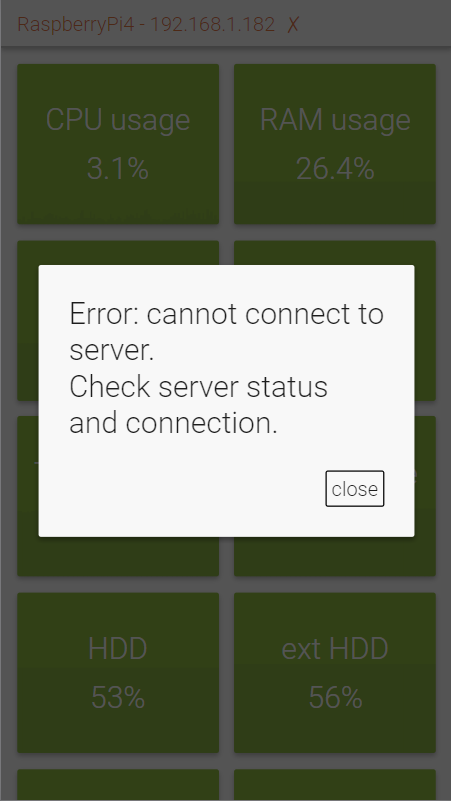 RaspberryPi4 - 192.168.1.182 X
CPU usage
3.1%
RAM usage
26.4%
Error: cannot connect to
server.
Check server status
and connection.
close
HDD
53%
ext HDD
56%